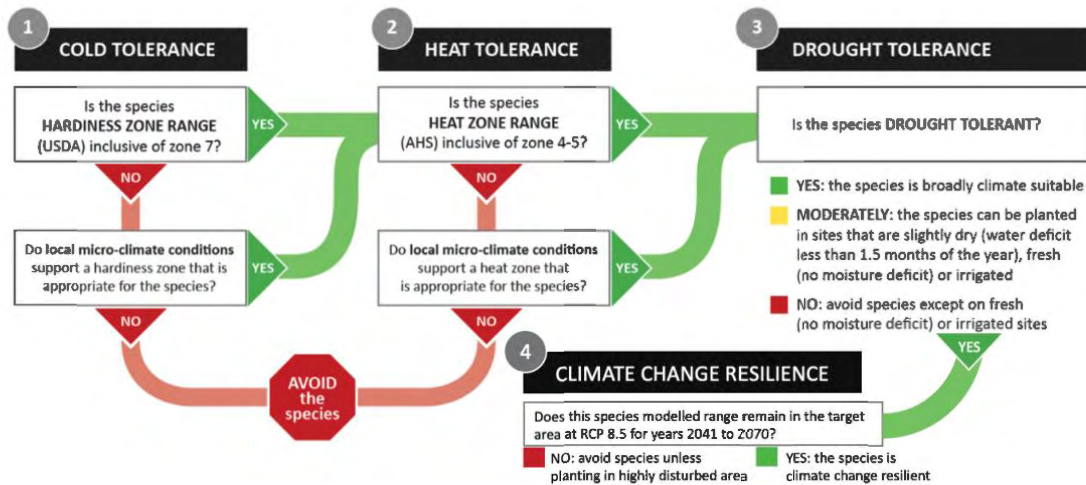 1
COLD TOLERANCE
Is the species
HARDINESS ZONE RANGE
(USDA) inclusive of zone 7?
YES
NO
Do local micro-climate conditions
support a hardiness zone that is
appropriate for the species?
YES
NO
2
HEAT TOLERANCE
Is the species
HEAT ZONE RANGE
(AHS) inclusive of zone 4-5?
YES
NO
Do local micro-climate conditions
support a heat zone that
is appropriate for the species?
YES
NO
AVOID
the
species
3
DROUGHT TOLERANCE
Is the species DROUGHT TOLERANT?
YES: the species is broadly climate suitable
MODERATELY: the species can be planted
in sites that are slightly dry (water deficit
less than 1.5 months of the year), fresh
(no moisture deficit) or irrigated
NO: avoid species except on fresh
(no moisture deficit) or irrigated sites
YES
4
CLIMATE CHANGE RESILIENCE
Does this species modelled range remain in the target
area at RCP 8.5 for years 2041 to 2070?
NO: avoid species unless
planting in highly disturbed area
YES: the species is
climate change resilient